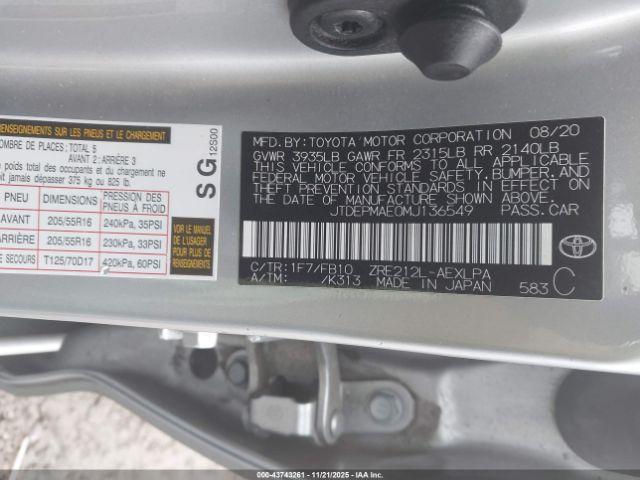 RENSEIGNEMENTS SUR LES PNEUS ET LE CHARGEMENT
NOMBRE DE PLACES: TOTAL 5
AVANT 2: ARRIÈRE 3
poids total des occupants et du chargement ne
doit jamais dépasser 375 kg ou 825 lb.
PNEU DIMENSIONS PRESSION DES PNEUS À FROID
AVANT 205/55R16 240kPa, 35PSI
ARRIÈRE 205/55R16 230kPa, 33PSI
SECOURS T125/70D17 420kPa, 60PSI
VOIR LE MANUEL DE L'USAGER POUR PLUS DE RENSEIGNEMENTS
SG 12S00
MFD. BY: TOYOTA MOTOR CORPORATION 08/20
GVWR 3935LB GAWR FR 2315LB RR 2140LB
THIS VEHICLE CONFORMS TO ALL APPLICABLE
FEDERAL MOTOR VEHICLE SAFETY, BUMPER, AND
THEFT PREVENTION STANDARDS IN EFFECT ON
THE DATE OF MANUFACTURE SHOWN ABOVE.
JTDEPMAE0MJ136549 PASS.CAR
TOYOTA
C/TR: 1F7/FB10 ZRE212L-AEXLPA
A/TM: /K313 MADE IN JAPAN 583 C
000-43743261 - 11/21/2025 - IAAI.COM